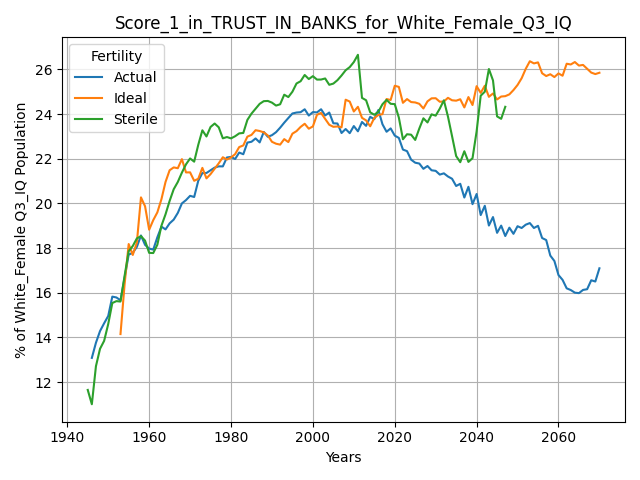 Score_1_in_TRUST_IN_BANKS_for_White_Female_Q3_IQ
Fertility
Actual
Ideal
Sterile
% of White_Female Q3_IQ Population
26
24
22
20
18
16
14
12
1940 1960 1980 2000 2020 2040 2060
Years